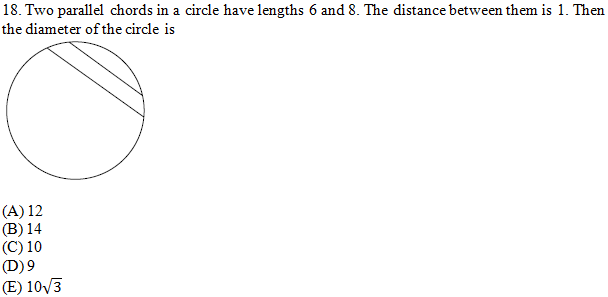 18. Two parallel chords in a circle have lengths 6 and 8. The distance between them is 1. Then
the diameter of the circle is
(A) 12
(B) 14
(C) 10
(D) 9
(E) 10√3